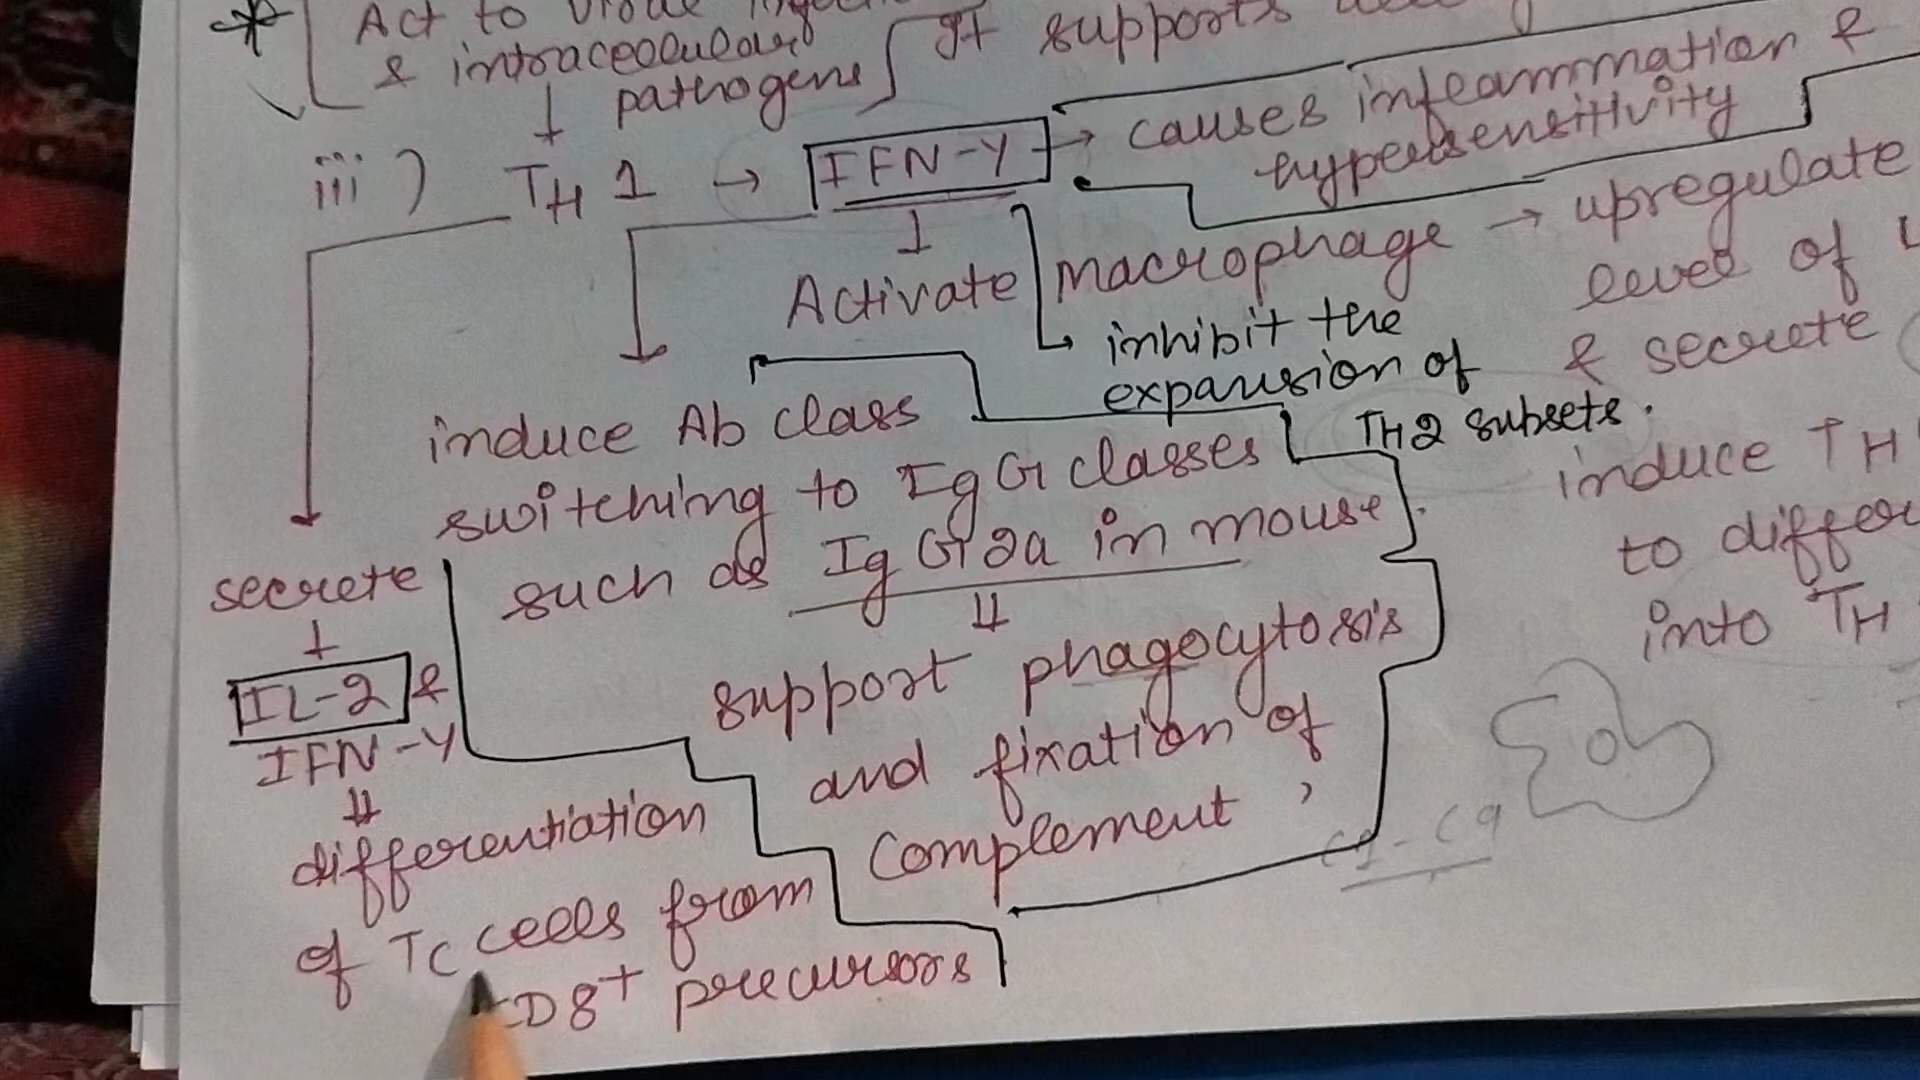 Act to
& intracellular
pathogens
It supports
iii) TH 1 → IFN-γ → causes inflammation &
hypersensitivity
Activate macrophage → upregulate
level of
& secrete
inhibit the
expansion of
TH2 subsets.
induce TH
to differ
into TH
induce Ab class
switching to IgG classes
such as IgG2a in mouse
support phagocytosis
and fixation of
complement
C1-C9
secrete
IL-2 &
IFN-γ
differentiation
of Tc cells from
CD8+ precursors